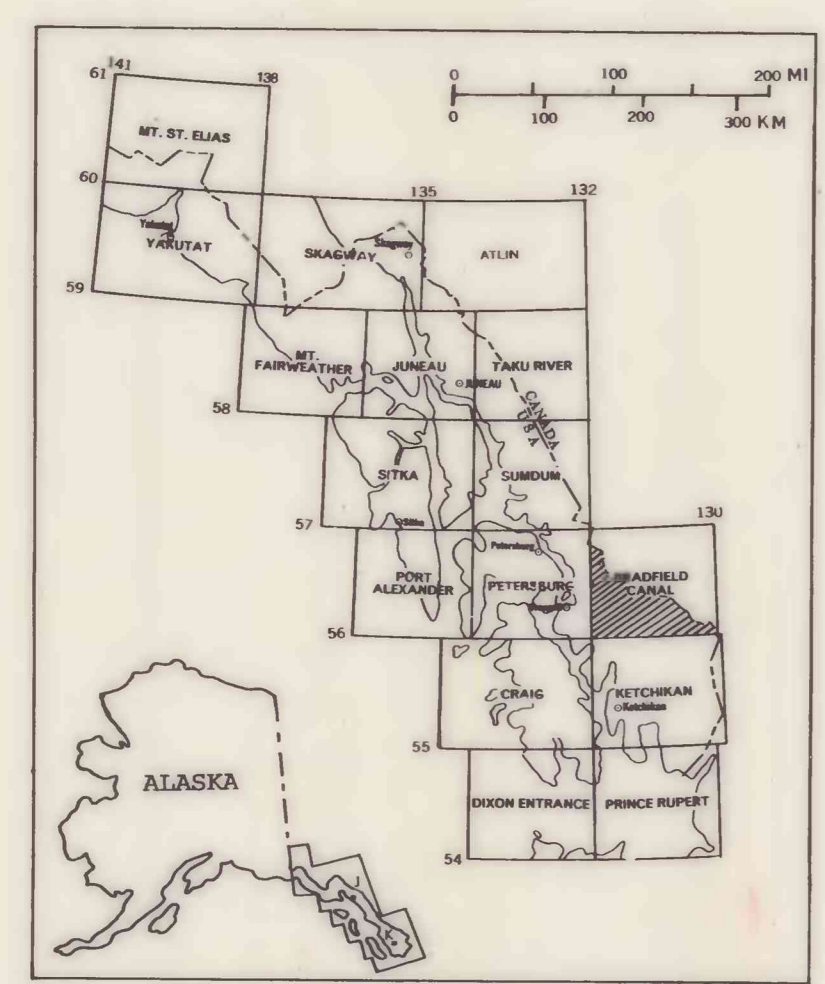 0 100 200 MI
0 100 200 300 KM
141
61
138
MT. ST. ELIAS
60
135
132
Yakutat
YAKUTAT
Skagway
SKAGWAY
ATLIN
59
MT.
FAIRWEATHER
JUNEAU
JUNEAU
TAKU RIVER
58
CANADA
USA
SITKA
SUMDUM
Sitka
57
130
Petersburg
PORT
ALEXANDER
PETERSBURG
BRADFIELD
CANAL
56
CRAIG
KETCHIKAN
Ketchikan
55
DIXON ENTRANCE
PRINCE RUPERT
54
ALASKA
J
K